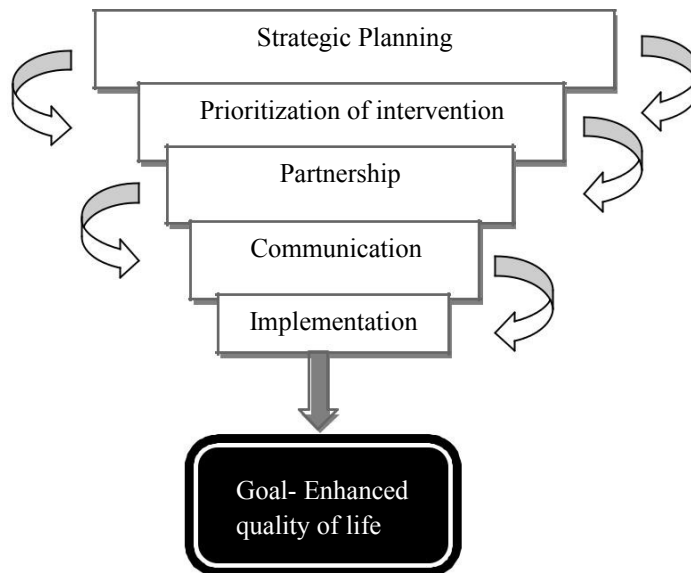 Strategic Planning
Prioritization of intervention
Partnership
Communication
Implementation
Goal- Enhanced
quality of life